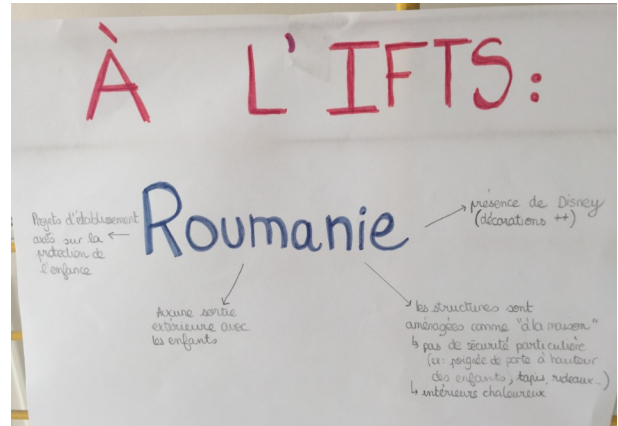 À L'IFTS:
Roumanie
Projets d'établissement
axés sur la
protection de
l'enfance
présence de Disney
(décorations ++)
Aucune sortie
extérieure avec
les enfants
les structures sont
aménagées comme "à la maison"
↳ pas de sécurité particulière
(ex: poignée de porte à hauteur
des enfants, tapis, rideaux...)
↳ intérieurs chaleureux